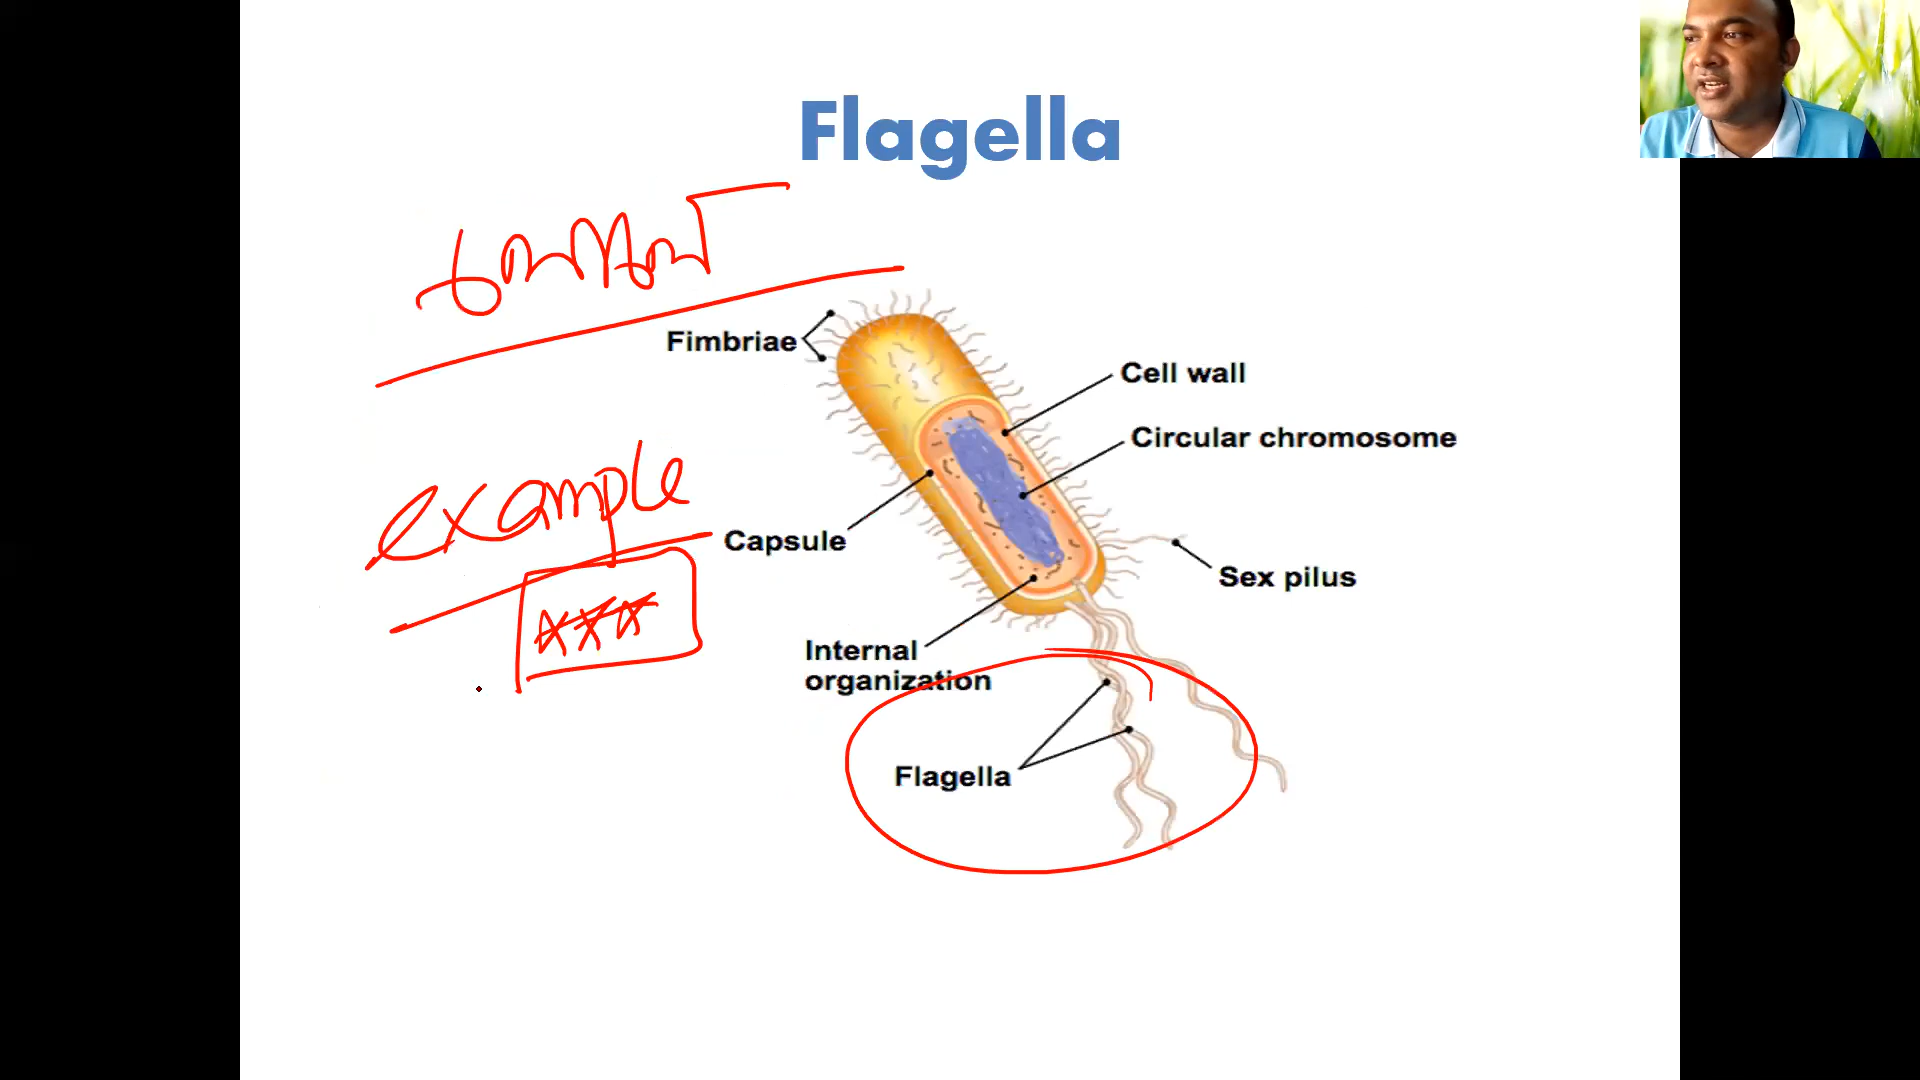 Flagella
Fimbriae
Cell wall
Circular chromosome
example
Capsule
***
Sex pilus
Internal
organization
Flagella